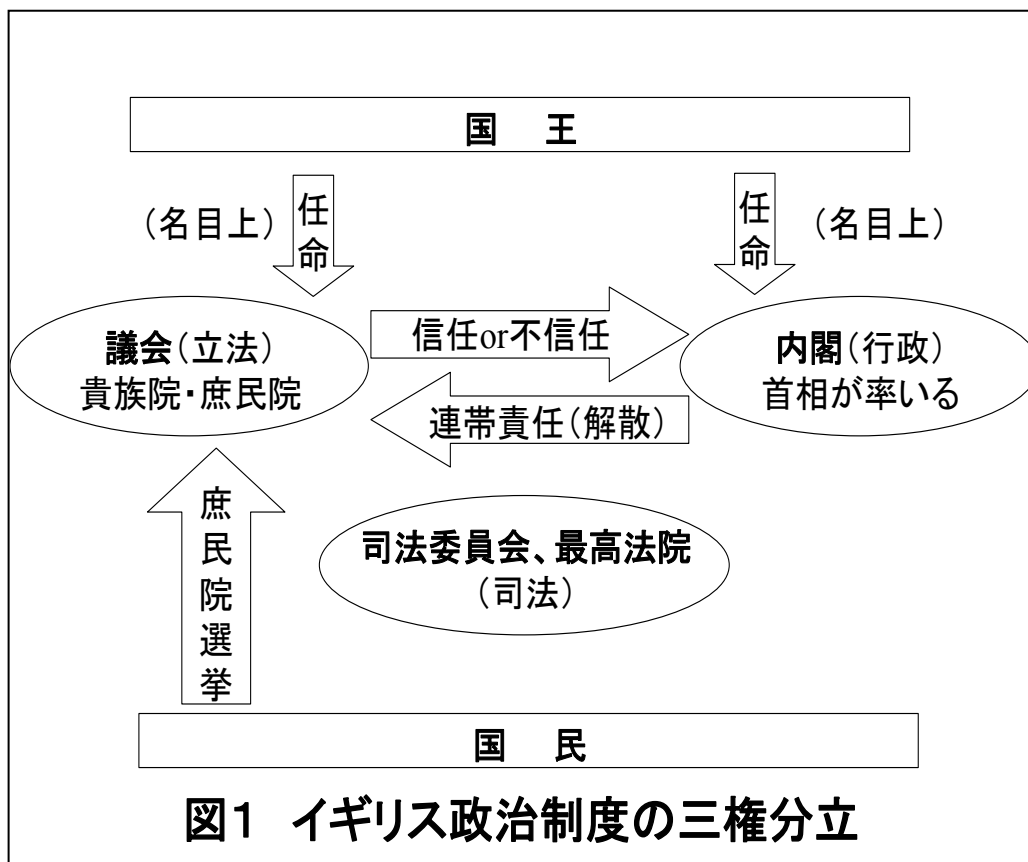 国 王
(名目上)
任命
任命
(名目上)
議会(立法)
貴族院・庶民院
信任or不信任
連帯責任(解散)
内閣(行政)
首相が率いる
庶民院選挙
司法委員会、最高法院
(司法)
国 民
図1 イギリス政治制度の三権分立